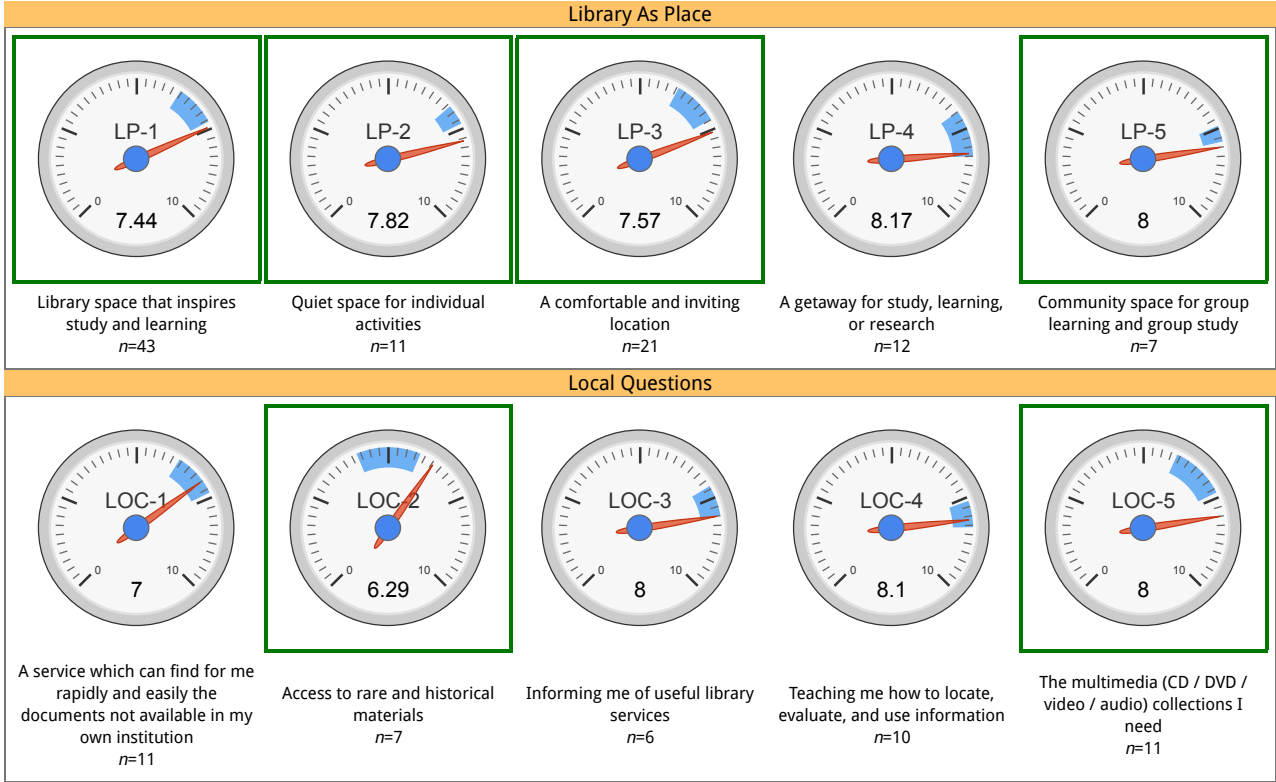 Library As Place
LP-1
0 10
7.44
LP-2
0 10
7.82
LP-3
0 10
7.57
LP-4
0 10
8.17
LP-5
0 10
8
Library space that inspires
study and learning
n=43
Quiet space for individual
activities
n=11
A comfortable and inviting
location
n=21
A getaway for study, learning,
or research
n=12
Community space for group
learning and group study
n=7
Local Questions
LOC-1
0 10
7
LOC-2
0 10
6.29
LOC-3
0 10
8
LOC-4
0 10
8.1
LOC-5
0 10
8
A service which can find for me
rapidly and easily the
documents not available in my
own institution
n=11
Access to rare and historical
materials
n=7
Informing me of useful library
services
n=6
Teaching me how to locate,
evaluate, and use information
n=10
The multimedia (CD / DVD /
video / audio) collections I
need
n=11